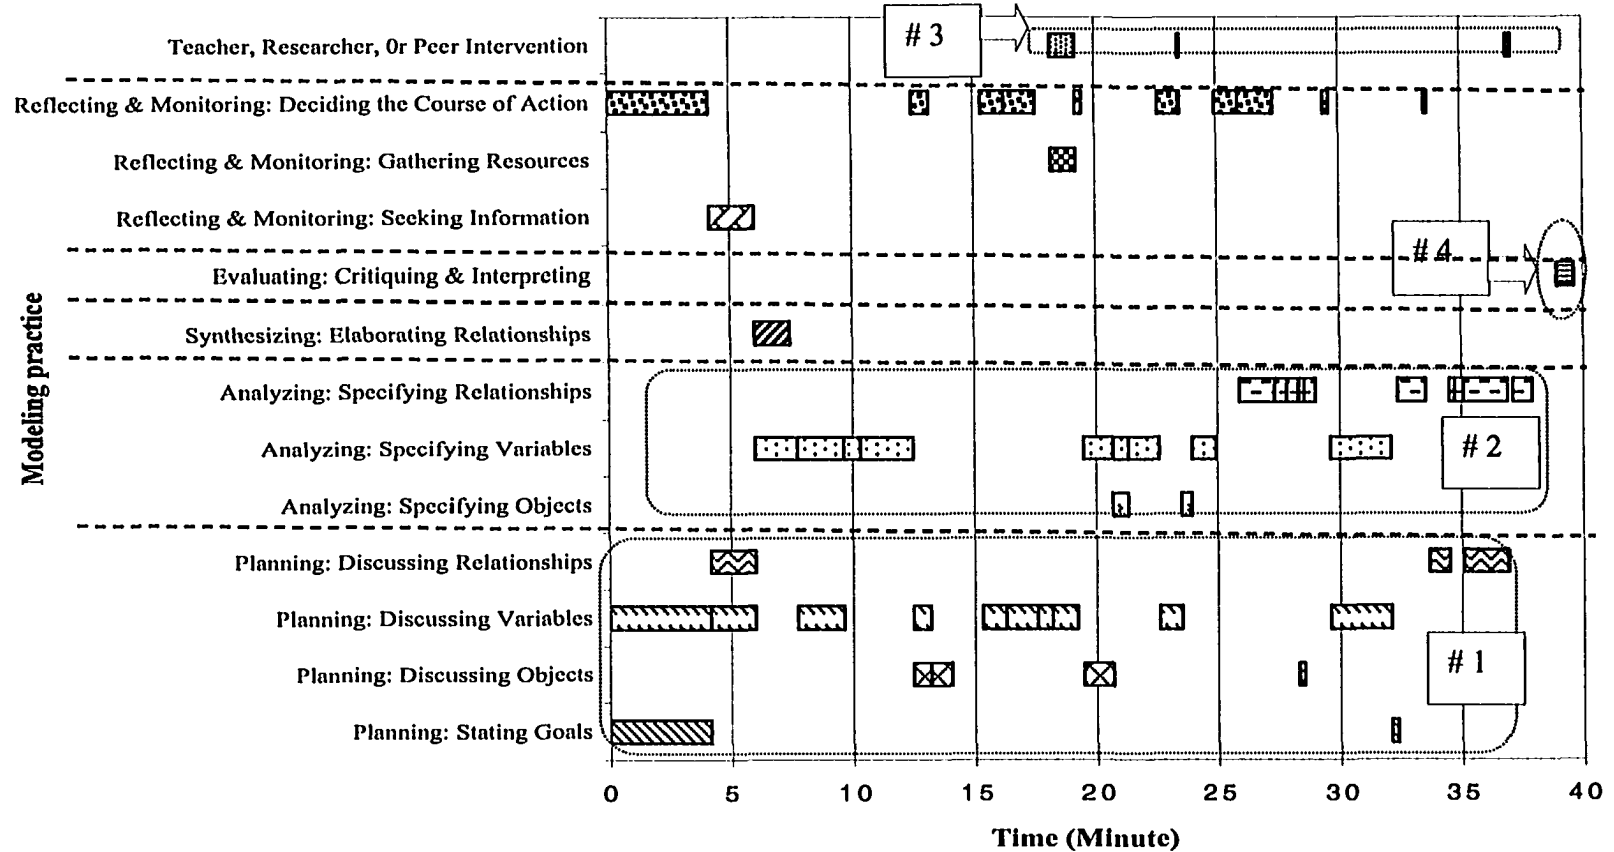 # 3
Teacher, Researcher, Or Peer Intervention
Reflecting & Monitoring: Deciding the Course of Action
Reflecting & Monitoring: Gathering Resources
Reflecting & Monitoring: Seeking Information
# 4
Evaluating: Critiquing & Interpreting
Synthesizing: Elaborating Relationships
Modeling practice
Analyzing: Specifying Relationships
Analyzing: Specifying Variables
# 2
Analyzing: Specifying Objects
Planning: Discussing Relationships
Planning: Discussing Variables
# 1
Planning: Discussing Objects
Planning: Stating Goals
0 5 10 15 20 25 30 35 40
Time (Minute)